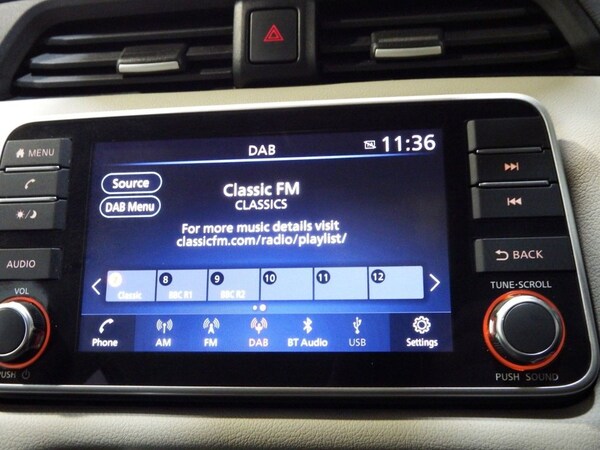 DAB
11:36
MENU
Source
DAB Menu
Classic FM
CLASSICS
For more music details visit
classicfm.com/radio/playlist/
AUDIO
BACK
8 9 10 11 12
Classic BBC R1 BBC R2
VOL
TUNE·SCROLL
Phone AM FM DAB BT Audio USB Settings
PUSH
PUSH SOUND